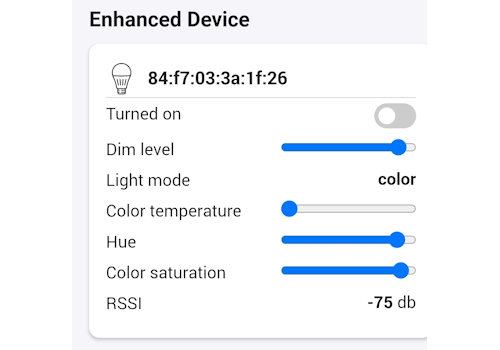 Enhanced Device
84:f7:03:3a:1f:26
Turned on
Dim level
Light mode color
Color temperature
Hue
Color saturation
RSSI -75 db